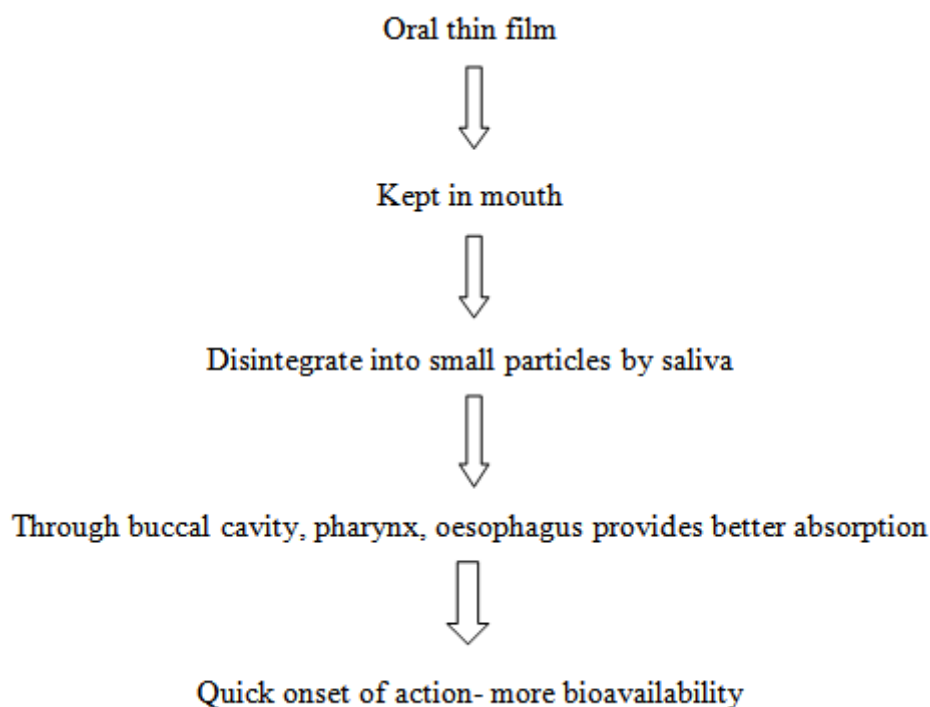 Oral thin film
Kept in mouth
Disintegrate into small particles by saliva
Through buccal cavity, pharynx, oesophagus provides better absorption
Quick onset of action- more bioavailability